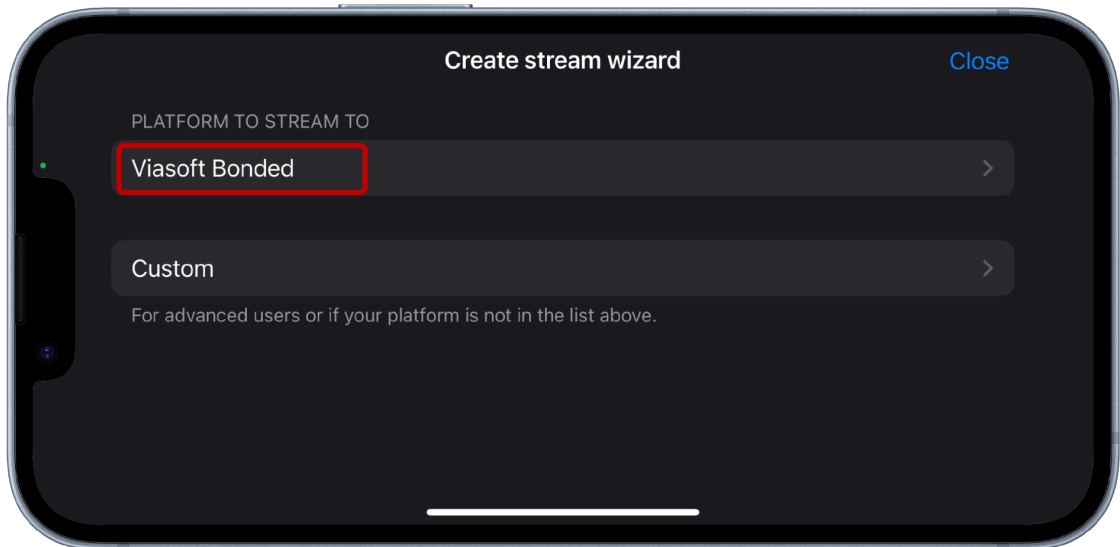 Create stream wizard
Close
PLATFORM TO STREAM TO
Viasoft Bonded
Custom
For advanced users or if your platform is not in the list above.